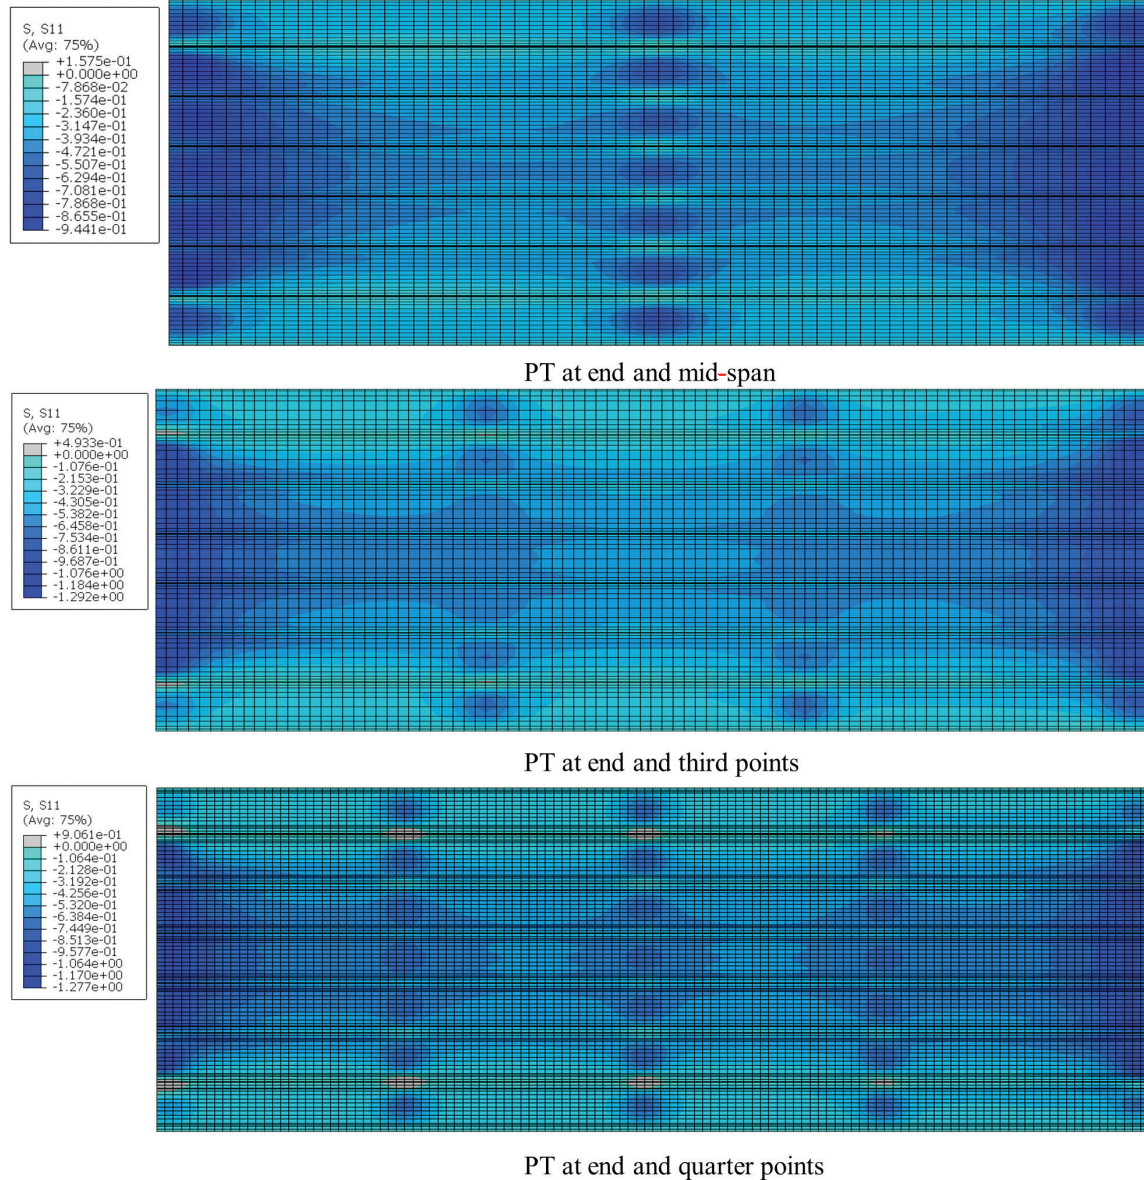 S, S11
(Avg: 75%)
+1.575e-01
+0.000e+00
-7.868e-02
-1.574e-01
-2.360e-01
-3.147e-01
-3.934e-01
-4.721e-01
-5.507e-01
-6.294e-01
-7.081e-01
-7.868e-01
-8.655e-01
-9.441e-01
PT at end and mid-span
S, S11
(Avg: 75%)
+4.933e-01
+0.000e+00
-1.076e-01
-2.153e-01
-3.229e-01
-4.305e-01
-5.382e-01
-6.458e-01
-7.534e-01
-8.611e-01
-9.687e-01
-1.076e+00
-1.184e+00
-1.292e+00
PT at end and third points
S, S11
(Avg: 75%)
+9.061e-01
+0.000e+00
-1.064e-01
-2.128e-01
-3.192e-01
-4.256e-01
-5.320e-01
-6.384e-01
-7.449e-01
-8.513e-01
-9.577e-01
-1.064e+00
-1.170e+00
-1.277e+00
PT at end and quarter points